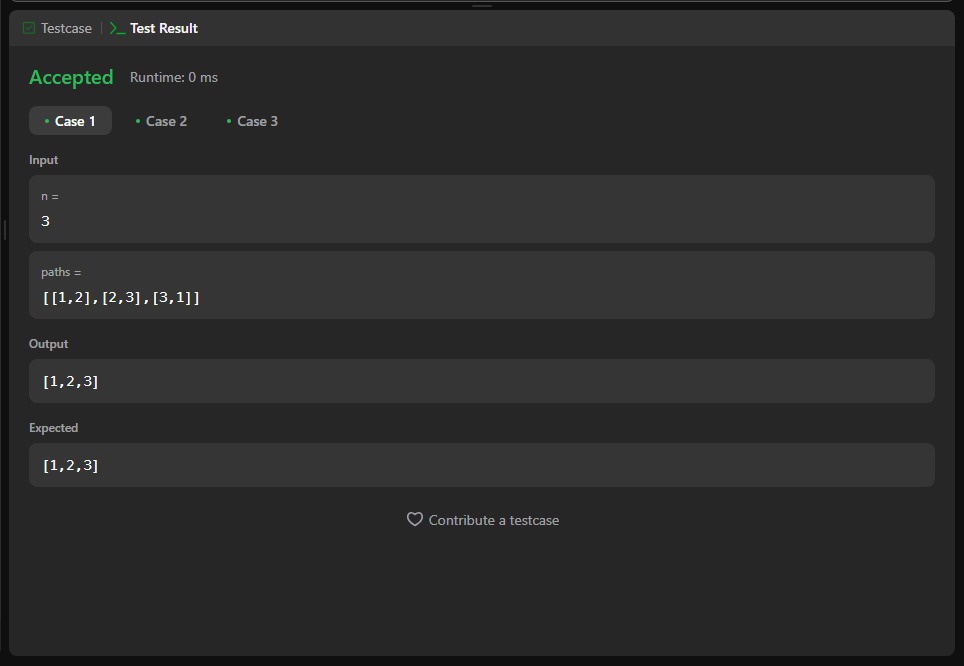 Testcase | Test Result
Accepted Runtime: 0 ms
Case 1 Case 2 Case 3
Input
n =
3
paths =
[[1,2],[2,3],[3,1]]
Output
[1,2,3]
Expected
[1,2,3]
Contribute a testcase